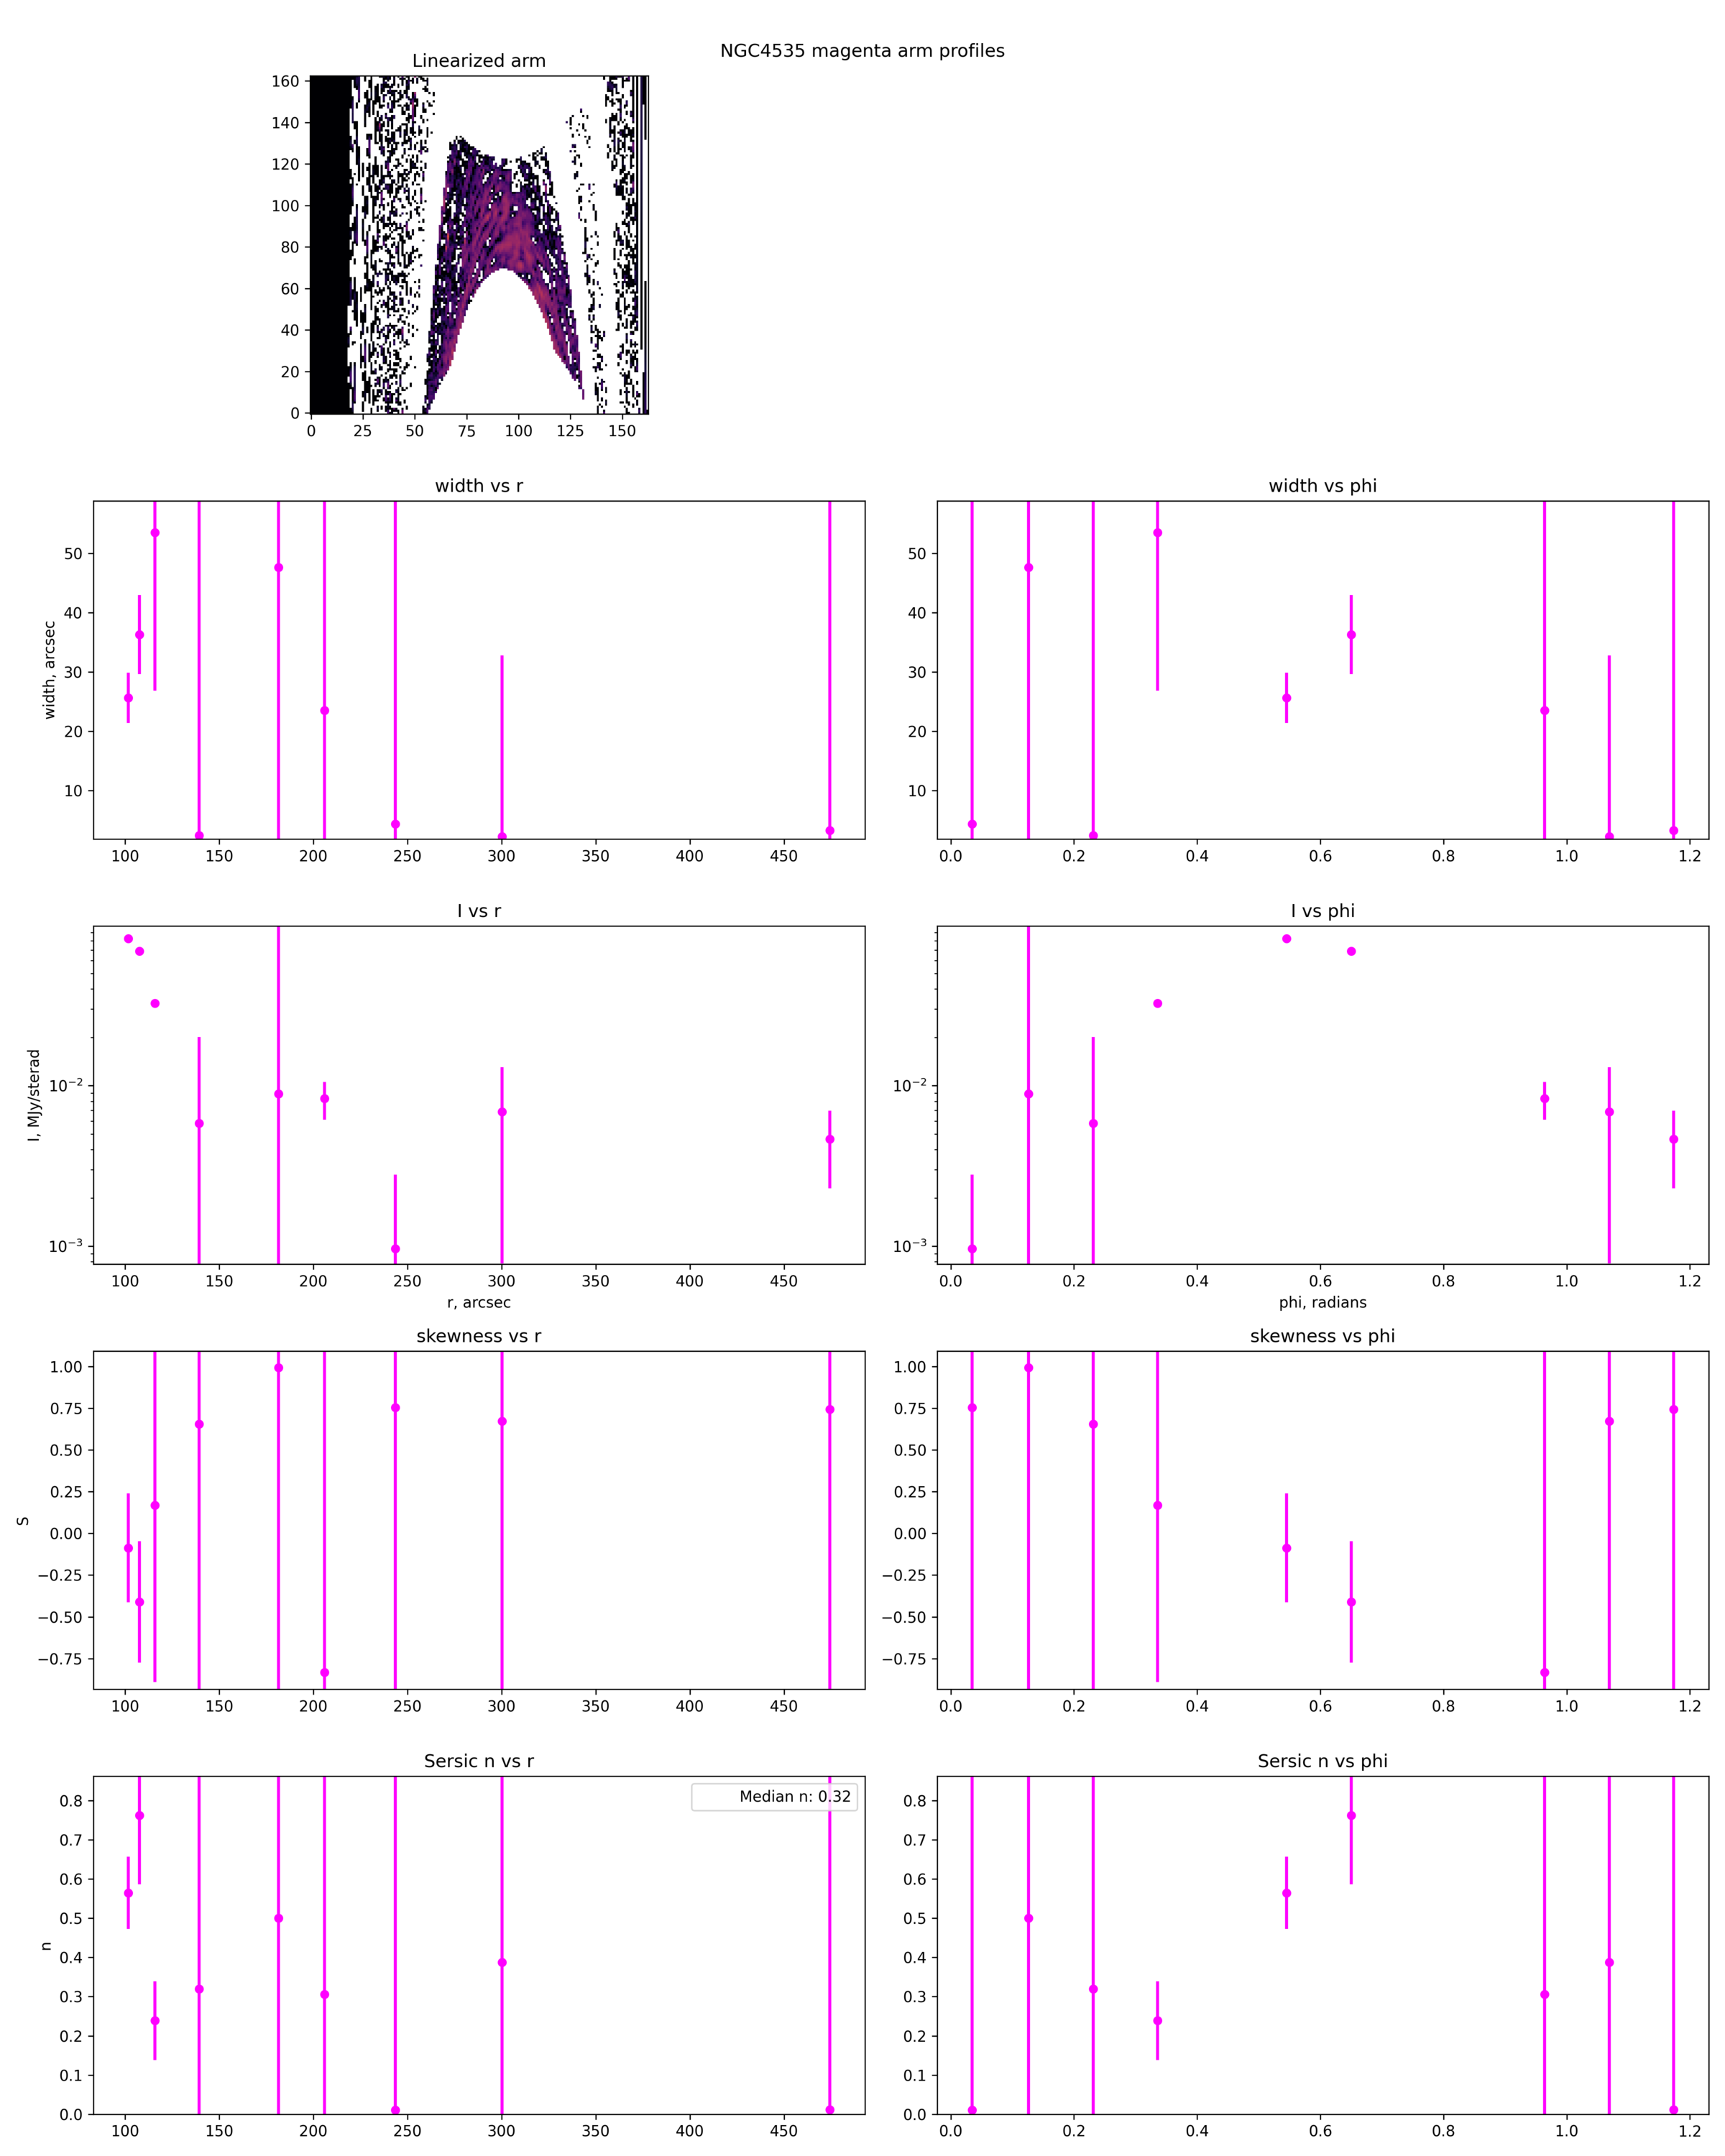 NGC4535 magenta arm profiles
Linearized arm
160
140
120
100
80
60
40
20
0
0 25 50 75 100 125 150
width vs r
width vs phi
width, arcsec
50
40
30
20
10
100 150 200 250 300 350 400 450
50
40
30
20
10
0.0 0.2 0.4 0.6 0.8 1.0 1.2
I vs r
I vs phi
I, MJy/sterad
10⁻²
10⁻³
100 150 200 250 300 350 400 450
r, arcsec
10⁻²
10⁻³
0.0 0.2 0.4 0.6 0.8 1.0 1.2
phi, radians
skewness vs r
skewness vs phi
S
1.00
0.75
0.50
0.25
0.00
−0.25
−0.50
−0.75
100 150 200 250 300 350 400 450
1.00
0.75
0.50
0.25
0.00
−0.25
−0.50
−0.75
0.0 0.2 0.4 0.6 0.8 1.0 1.2
Sersic n vs r
Sersic n vs phi
Median n: 0.32
n
0.8
0.7
0.6
0.5
0.4
0.3
0.2
0.1
0.0
100 150 200 250 300 350 400 450
0.8
0.7
0.6
0.5
0.4
0.3
0.2
0.1
0.0
0.0 0.2 0.4 0.6 0.8 1.0 1.2